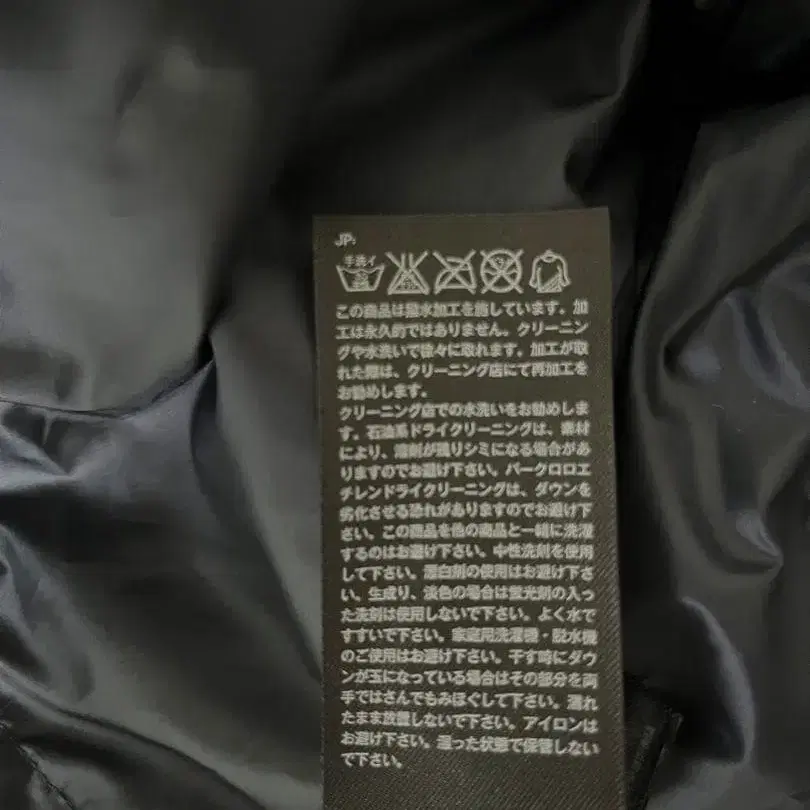 JP:
手洗イ
この商品は撥水加工を施しています。加
工は永久的ではありません。クリーニン
グや水洗いで徐々に取れます。加工が取
れた際は、クリーニング店にて再加工を
お勧めします。
クリーニング店での水洗いをお勧めしま
す。石油系ドライクリーニングは、素材
により、溶剤が残りシミになる場合があ
りますのでお避け下さい。パークロロエ
チレンドライクリーニングは、ダウンを
劣化させる恐れがありますのでお避け下
さい。この商品を他の商品と一緒に洗濯
するのはお避け下さい。中性洗剤を使用
して下さい。漂白剤の使用はお避け下さ
い。生成り、淡色の場合は蛍光剤の入っ
た洗剤は使用しないで下さい。よく水で
すすいで下さい。家庭用洗濯機・脱水機
のご使用はお避け下さい。干す時にダウ
ンが玉になっている場合はその部分を両
手ではさんでもみほぐして下さい。濡れ
たまま放置しないで下さい。アイロンは
お避け下さい。湿った状態で保管しない
で下さい。